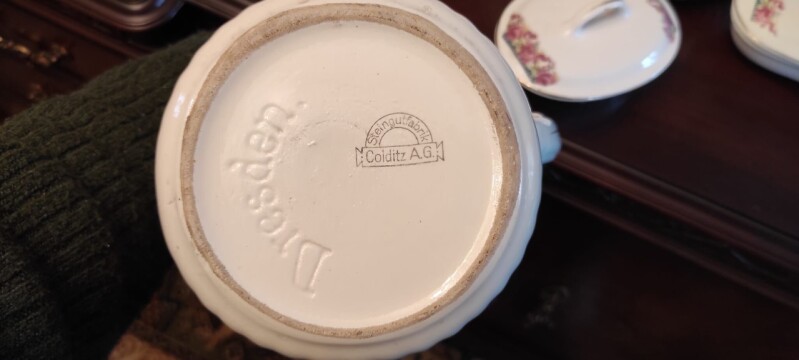 Dresden.
Steingutfabrik
Colditz A.G.